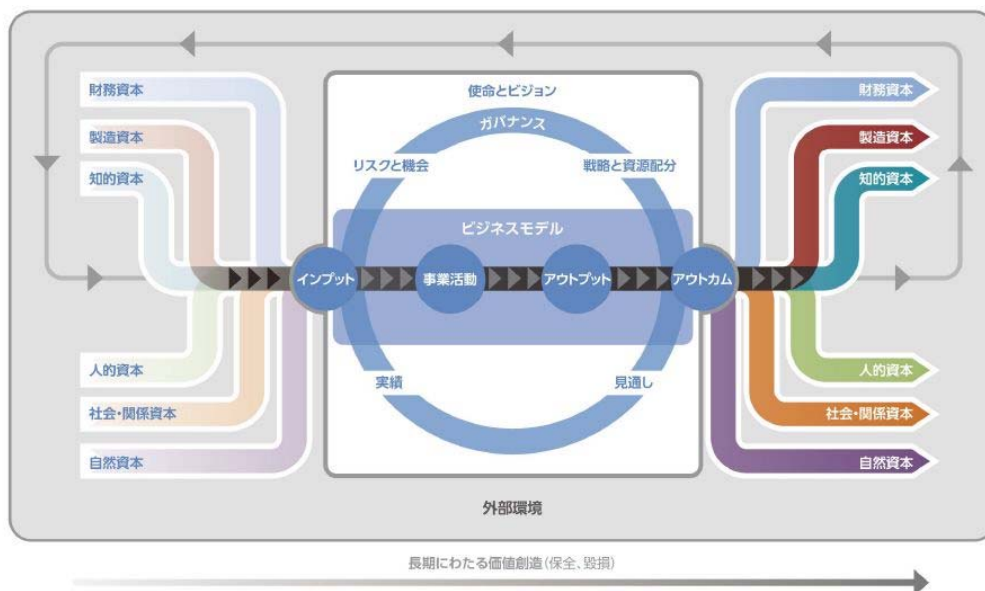 財務資本
製造資本
知的資本
人的資本
社会・関係資本
自然資本
使命とビジョン
ガバナンス
リスクと機会
戦略と資源配分
ビジネスモデル
インプット
事業活動
アウトプット
アウトカム
実績
見通し
財務資本
製造資本
知的資本
人的資本
社会・関係資本
自然資本
外部環境
長期にわたる価値創造(保全、毀損)